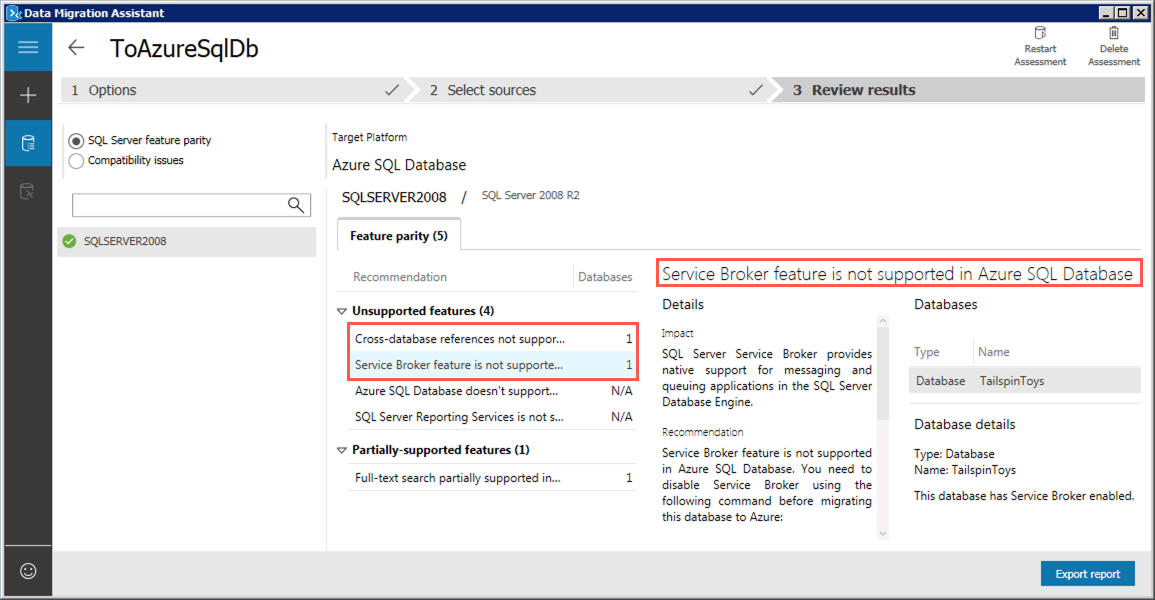 Data Migration Assistant
ToAzureSqlDb
Restart
Assessment
Delete
Assessment
1 Options
2 Select sources
3 Review results
SQL Server feature parity
Compatibility issues
SQLSERVER2008
Target Platform
Azure SQL Database
SQLSERVER2008 / SQL Server 2008 R2
Feature parity (5)
Recommendation Databases
Unsupported features (4)
Cross-database references not suppor... 1
Service Broker feature is not supporte... 1
Azure SQL Database doesn't support... N/A
SQL Server Reporting Services is not s... N/A
Partially-supported features (1)
Full-text search partially supported in... 1
Service Broker feature is not supported in Azure SQL Database
Details
Impact
SQL Server Service Broker provides
native support for messaging and
queuing applications in the SQL Server
Database Engine.
Recommendation
Service Broker feature is not supported
in Azure SQL Database. You need to
disable Service Broker using the
following command before migrating
this database to Azure:
Databases
Type Name
Database TailspinToys
Database details
Type: Database
Name: TailspinToys
This database has Service Broker enabled.
Export report